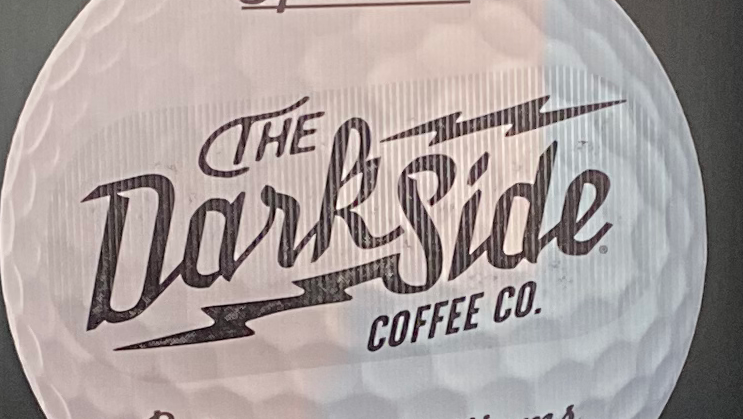 THE
DarkSide®
COFFEE CO.